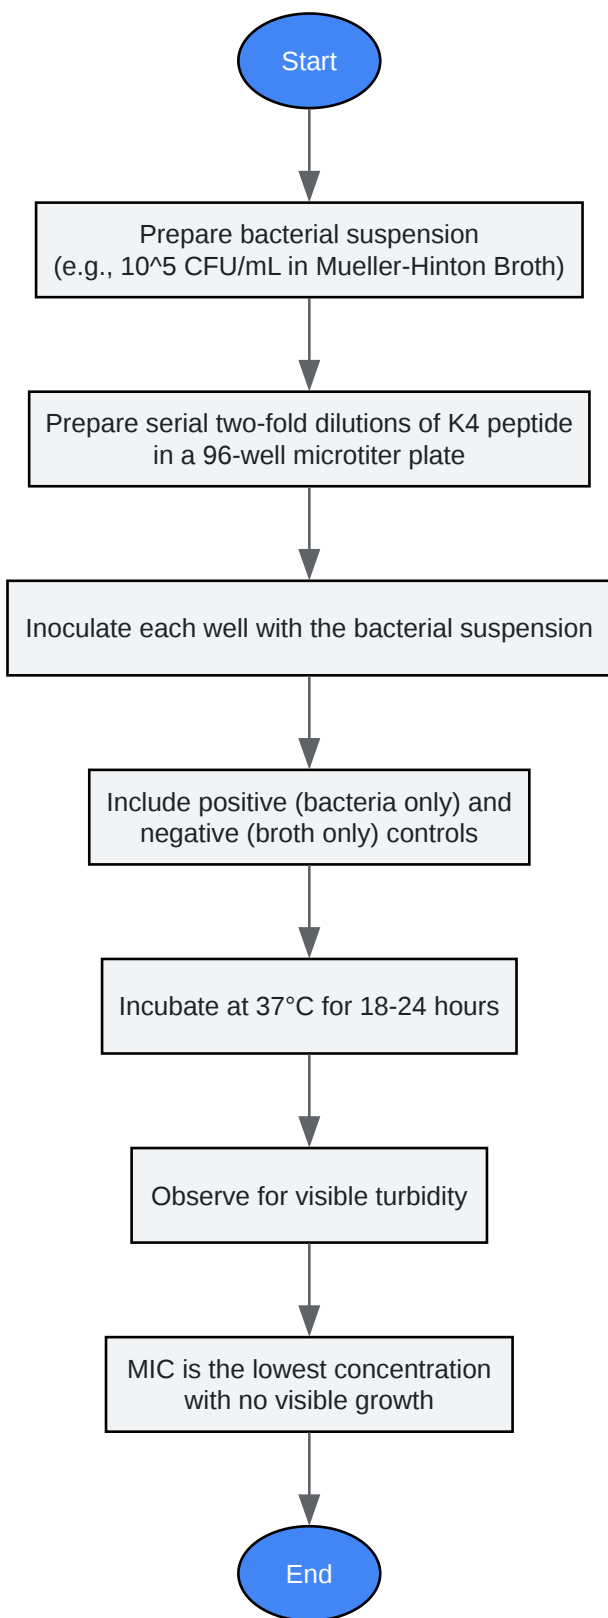 Start
Prepare bacterial suspension
(e.g., 10^5 CFU/mL in Mueller-Hinton Broth)
Prepare serial two-fold dilutions of K4 peptide
in a 96-well microtiter plate
Inoculate each well with the bacterial suspension
Include positive (bacteria only) and
negative (broth only) controls
Incubate at 37°C for 18-24 hours
Observe for visible turbidity
MIC is the lowest concentration
with no visible growth
End